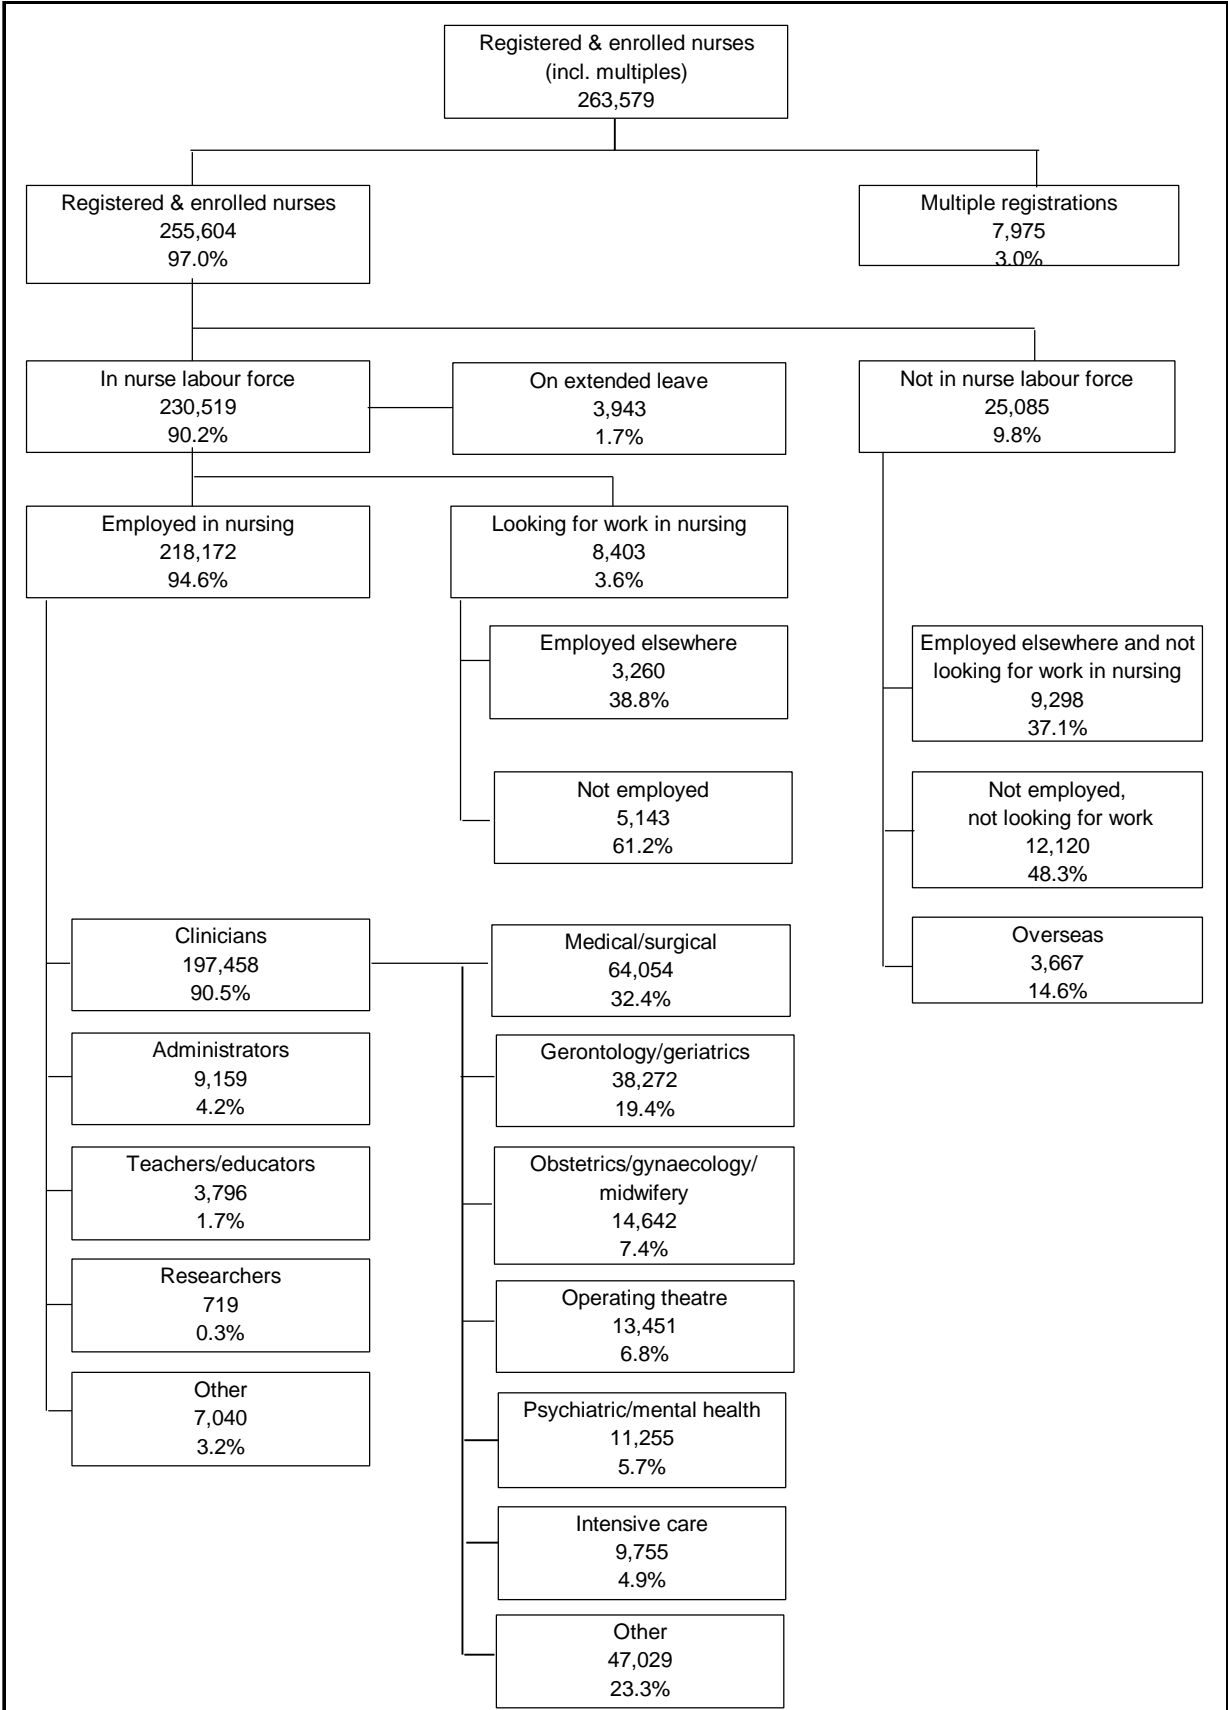 Registered & enrolled nurses
(incl. multiples)
263,579
Registered & enrolled nurses
255,604
97.0%
Multiple registrations
7,975
3.0%
In nurse labour force
230,519
90.2%
On extended leave
3,943
1.7%
Not in nurse labour force
25,085
9.8%
Employed in nursing
218,172
94.6%
Looking for work in nursing
8,403
3.6%
Employed elsewhere
3,260
38.8%
Not employed
5,143
61.2%
Employed elsewhere and not
looking for work in nursing
9,298
37.1%
Not employed,
not looking for work
12,120
48.3%
Overseas
3,667
14.6%
Clinicians
197,458
90.5%
Administrators
9,159
4.2%
Teachers/educators
3,796
1.7%
Researchers
719
0.3%
Other
7,040
3.2%
Medical/surgical
64,054
32.4%
Gerontology/geriatrics
38,272
19.4%
Obstetrics/gynaecology/
midwifery
14,642
7.4%
Operating theatre
13,451
6.8%
Psychiatric/mental health
11,255
5.7%
Intensive care
9,755
4.9%
Other
47,029
23.3%